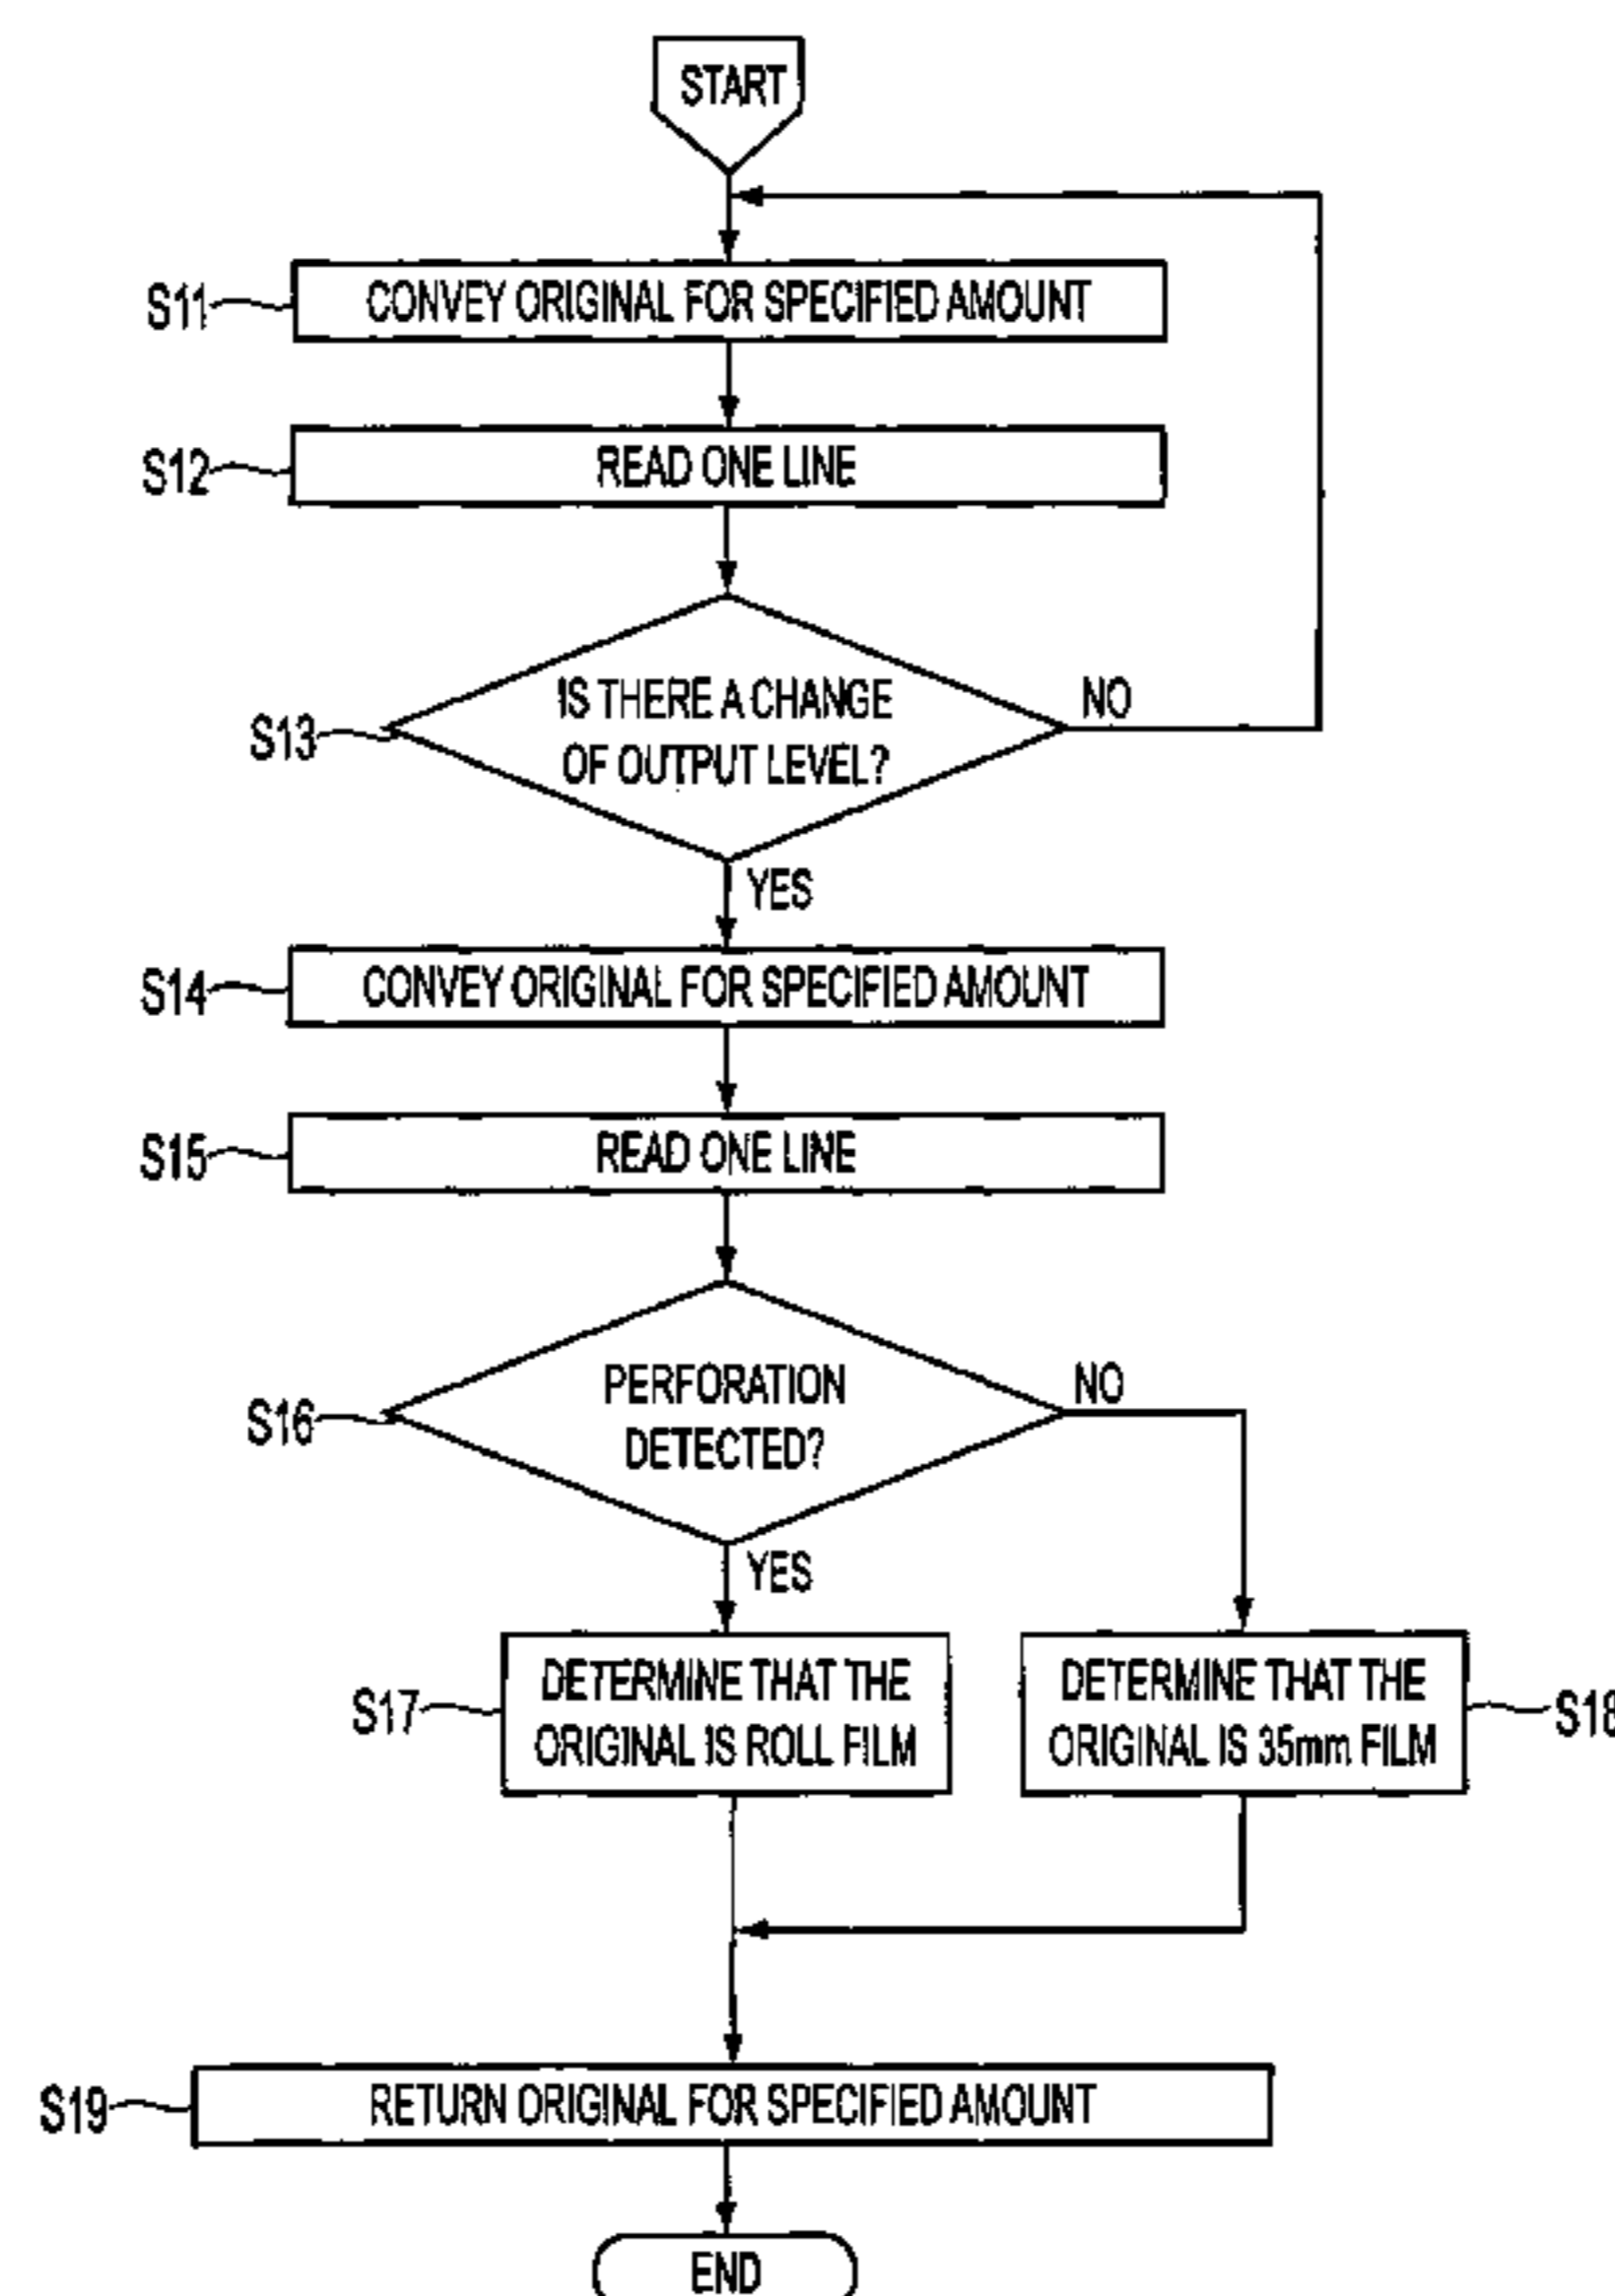 START
S11
CONVEY ORIGINAL FOR SPECIFIED AMOUNT
S12
READ ONE LINE
S13
IS THERE A CHANGE
OF OUTPUT LEVEL?
NO
YES
S14
CONVEY ORIGINAL FOR SPECIFIED AMOUNT
S15
READ ONE LINE
S16
PERFORATION
DETECTED?
NO
YES
S17
DETERMINE THAT THE
ORIGINAL IS ROLL FILM
DETERMINE THAT THE
ORIGINAL IS 35mm FILM
S18
S19
RETURN ORIGINAL FOR SPECIFIED AMOUNT
END